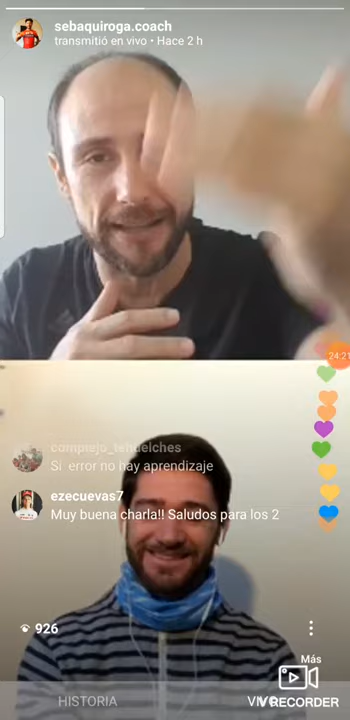 sebaquiroga.coach
transmitió en vivo • Hace 2 h
24:21
complejo_tehuelches
Si error no hay aprendizaje
ezecuevas7
Muy buena charla!! Saludos para los 2
926
Más
HISTORIA
V RECORDER